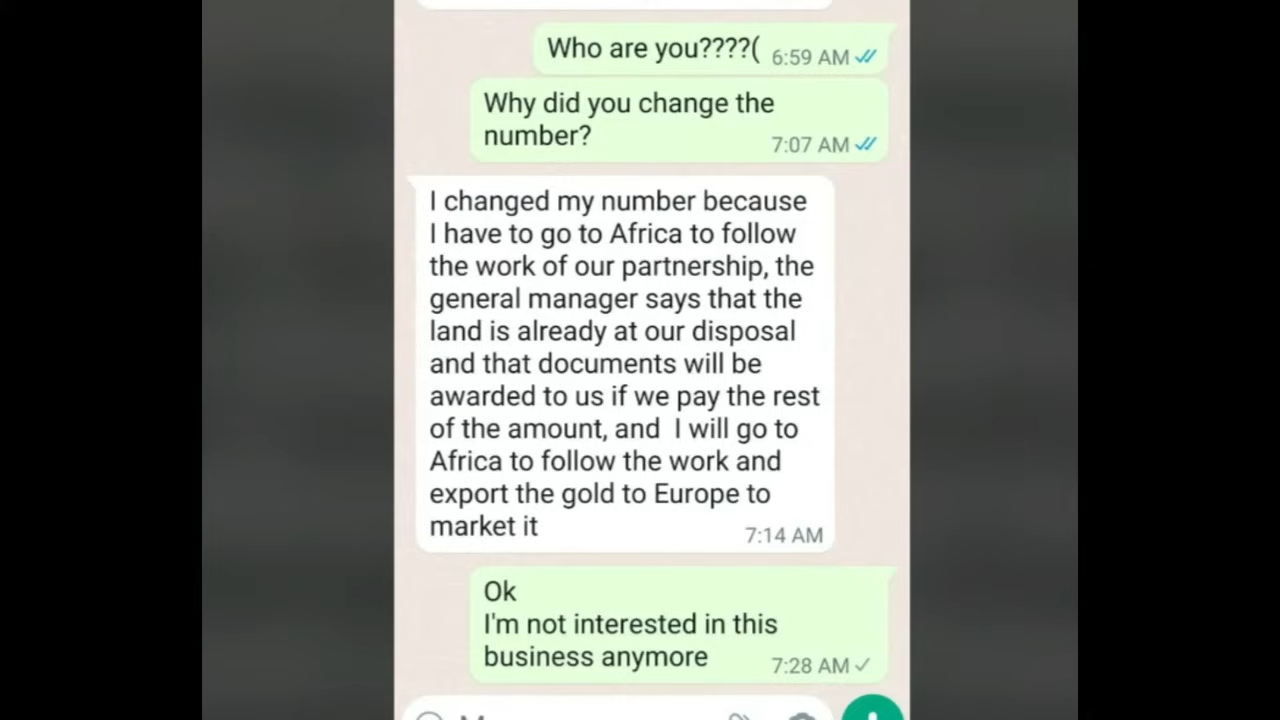 Who are you????(
6:59 AM
Why did you change the
number?
7:07 AM
I changed my number because
I have to go to Africa to follow
the work of our partnership, the
general manager says that the
land is already at our disposal
and that documents will be
awarded to us if we pay the rest
of the amount, and I will go to
Africa to follow the work and
export the gold to Europe to
market it
7:14 AM
Ok
I'm not interested in this
business anymore
7:28 AM